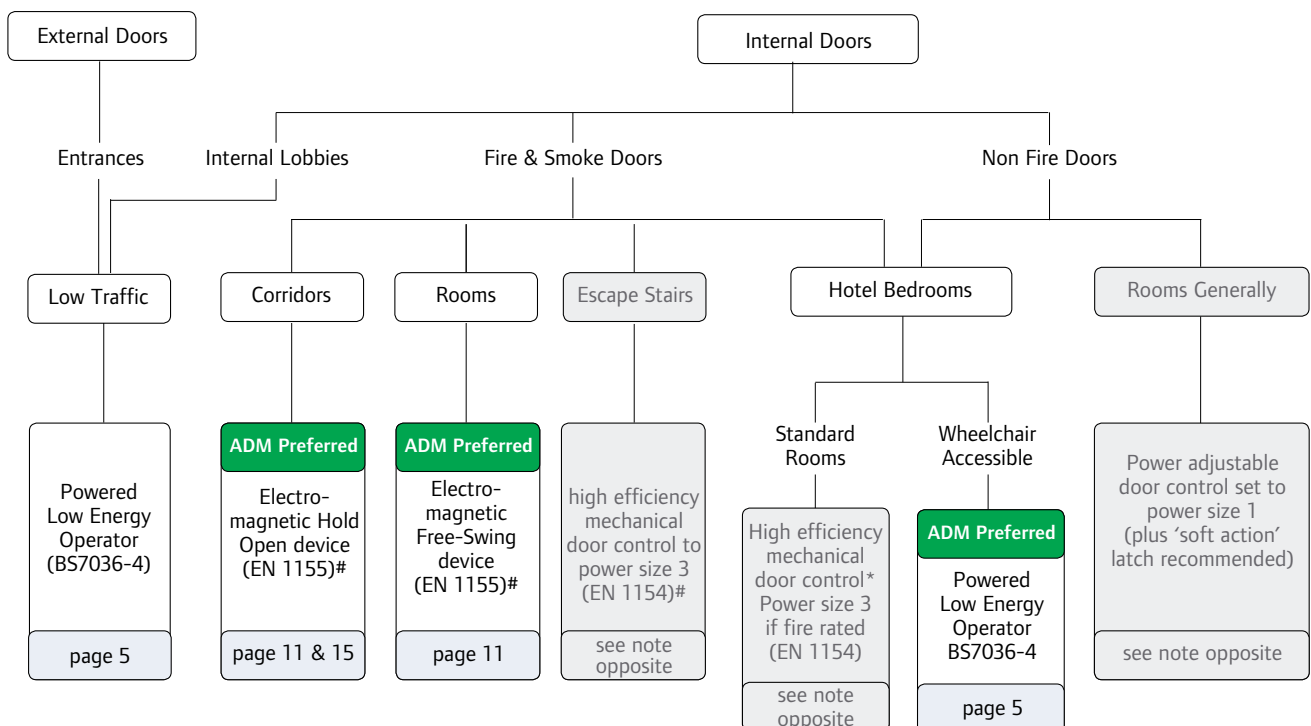 External Doors
Internal Doors
Entrances
Internal Lobbies
Fire & Smoke Doors
Non Fire Doors
Low Traffic
Corridors
Rooms
Escape Stairs
Hotel Bedrooms
Rooms Generally
Powered
Low Energy
Operator
(BS7036-4)
page 5
ADM Preferred
Electro-
magnetic Hold
Open device
(EN 1155)#
page 11 & 15
ADM Preferred
Electro-
magnetic
Free-Swing
device
(EN 1155)#
page 11
high efficiency
mechanical
door control to
power size 3
(EN 1154)#
see note
opposite
Standard
Rooms
High efficiency
mechanical
door control*
Power size 3
if fire rated
(EN 1154)
see note
opposite
Wheelchair
Accessible
ADM Preferred
Powered
Low Energy
Operator
BS7036-4
page 5
Power adjustable
door control set to
power size 1
(plus ‘soft action’
latch recommended)
see note opposite